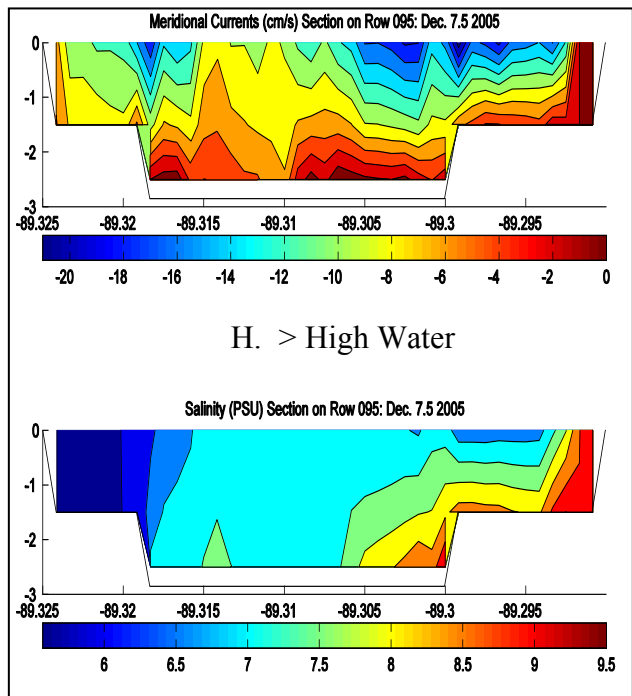 Meridional Currents (cm/s) Section on Row 095: Dec. 7.5 2005
0
-1
-2
-3
-89.325 -89.32 -89.315 -89.31 -89.305 -89.3 -89.295
-20 -18 -16 -14 -12 -10 -8 -6 -4 -2 0
H. > High Water
Salinity (PSU) Section on Row 095: Dec. 7.5 2005
0
-1
-2
-3
-89.325 -89.32 -89.315 -89.31 -89.305 -89.3 -89.295
6 6.5 7 7.5 8 8.5 9 9.5